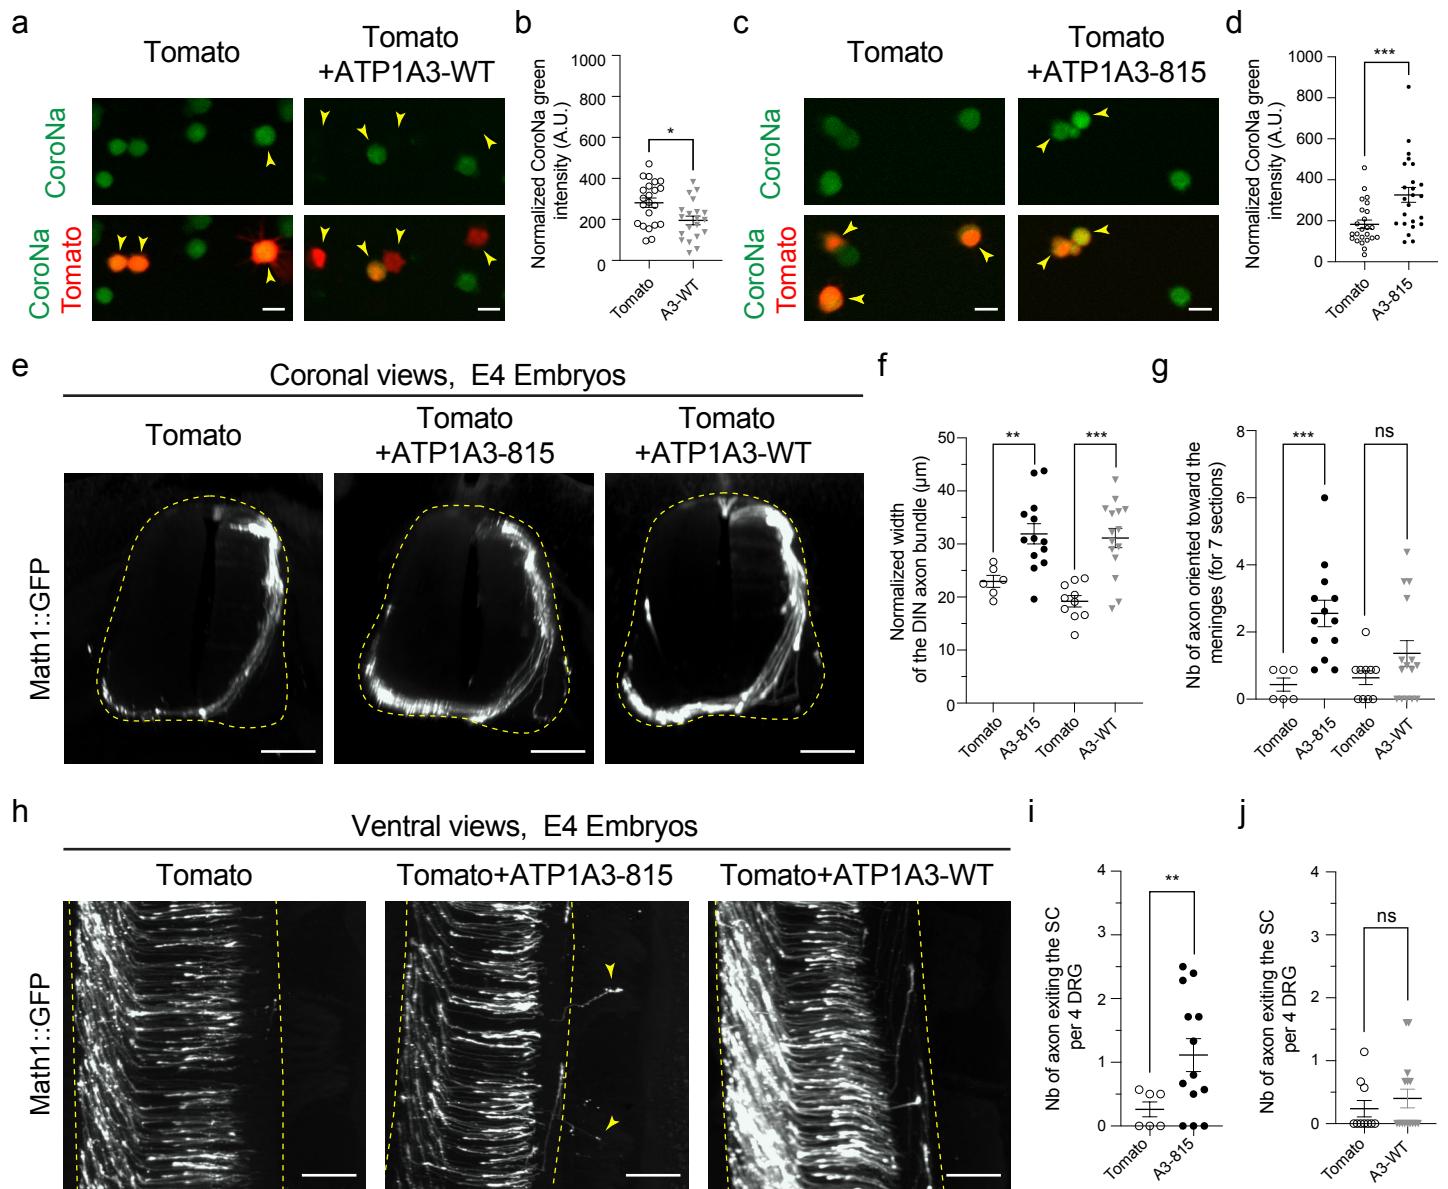 a
Tomato
Tomato
+ATP1A3-WT
CoroNa
CoroNa
Tomato
b
Normalized CoroNa green
intensity (A.U.)
1000
800
600
400
200
0
*
Tomato
A3-WT
c
Tomato
Tomato
+ATP1A3-815
CoroNa
CoroNa
Tomato
d
Normalized CoroNa green
intensity (A.U.)
1000
800
600
400
200
0
***
Tomato
A3-815
e
Coronal views, E4 Embryos
Tomato
Tomato
+ATP1A3-815
Tomato
+ATP1A3-WT
Math1::GFP
f
Normalized width
of the DIN axon bundle (µm)
50
40
30
20
10
0
**
***
Tomato
A3-815
Tomato
A3-WT
g
Nb of axon oriented toward the
meninges (for 7 sections)
8
6
4
2
0
***
ns
Tomato
A3-815
Tomato
A3-WT
h
Ventral views, E4 Embryos
Tomato
Tomato+ATP1A3-815
Tomato+ATP1A3-WT
Math1::GFP
i
Nb of axon exiting the SC
per 4 DRG
4
3
2
1
0
**
Tomato
A3-815
j
Nb of axon exiting the SC
per 4 DRG
4
3
2
1
0
ns
Tomato
A3-WT